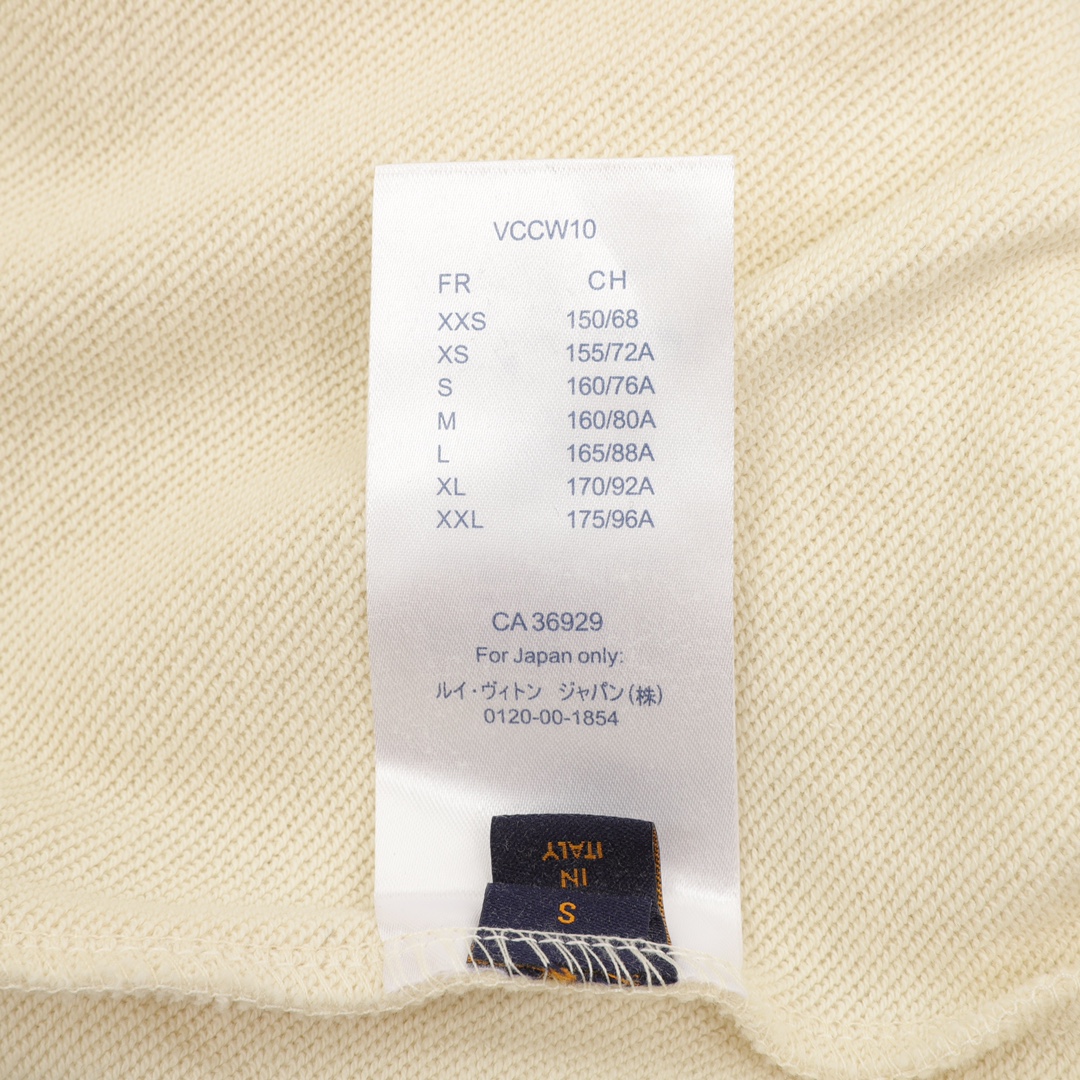 VCCW10
FR CH
XXS 150/68
XS 155/72A
S 160/76A
M 160/80A
L 165/88A
XL 170/92A
XXL 175/96A
CA 36929
For Japan only:
ルイ・ヴィトン ジャパン(株)
0120-00-1854
IN
ITALY
S